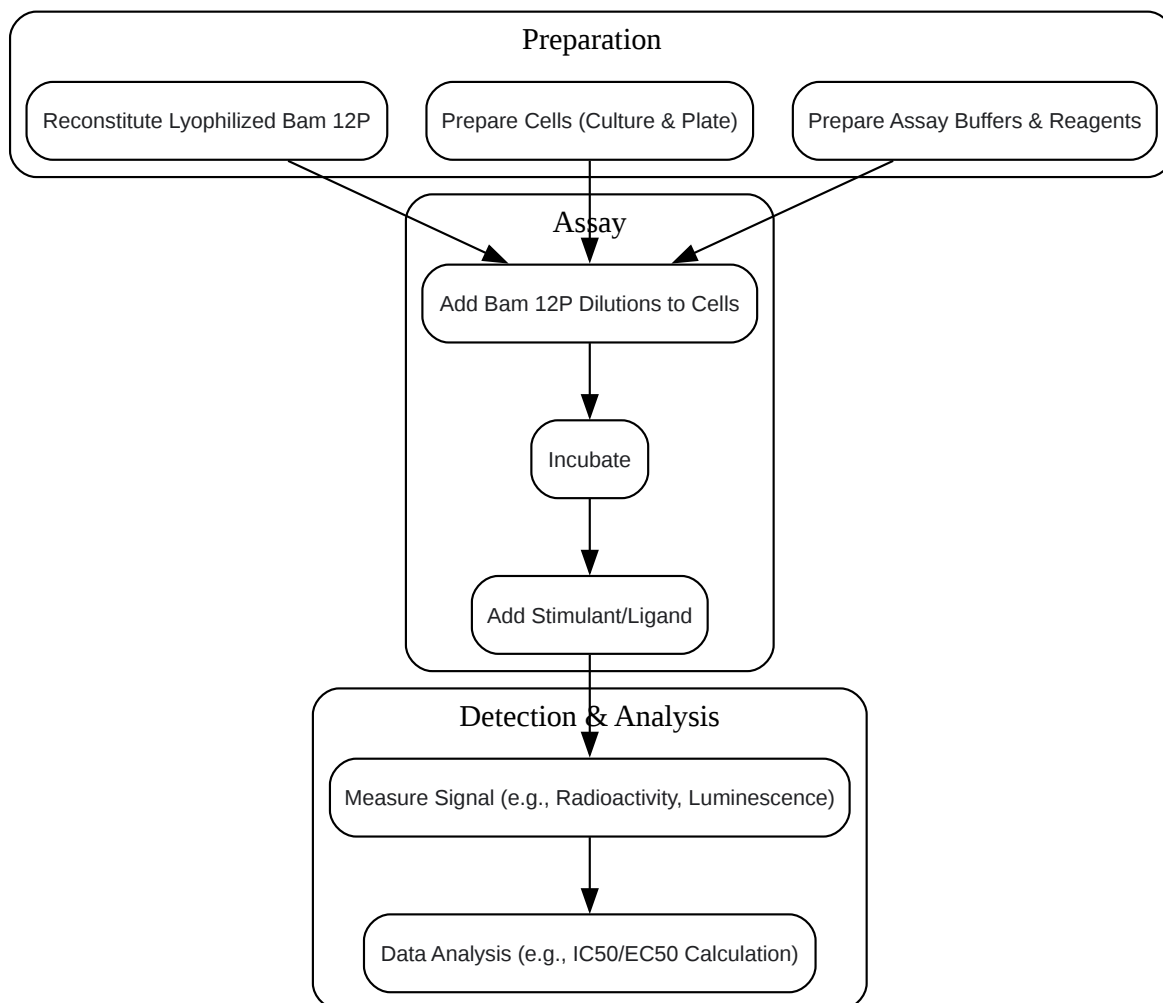 Preparation
Reconstitute Lyophilized Bam 12P
Prepare Cells (Culture & Plate)
Prepare Assay Buffers & Reagents
Assay
Add Bam 12P Dilutions to Cells
Incubate
Add Stimulant/Ligand
Detection & Analysis
Measure Signal (e.g., Radioactivity, Luminescence)
Data Analysis (e.g., IC50/EC50 Calculation)